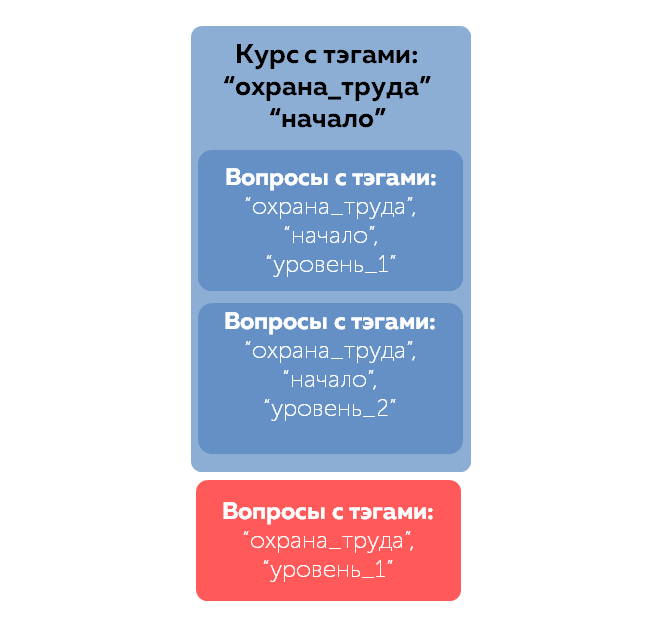 Курс с тэгами:
“охрана_труда”
“начало”
Вопросы с тэгами:
“охрана_труда”,
“начало”,
“уровень_1”
Вопросы с тэгами:
“охрана_труда”,
“начало”,
“уровень_2”
Вопросы с тэгами:
“охрана_труда”,
“уровень_1”